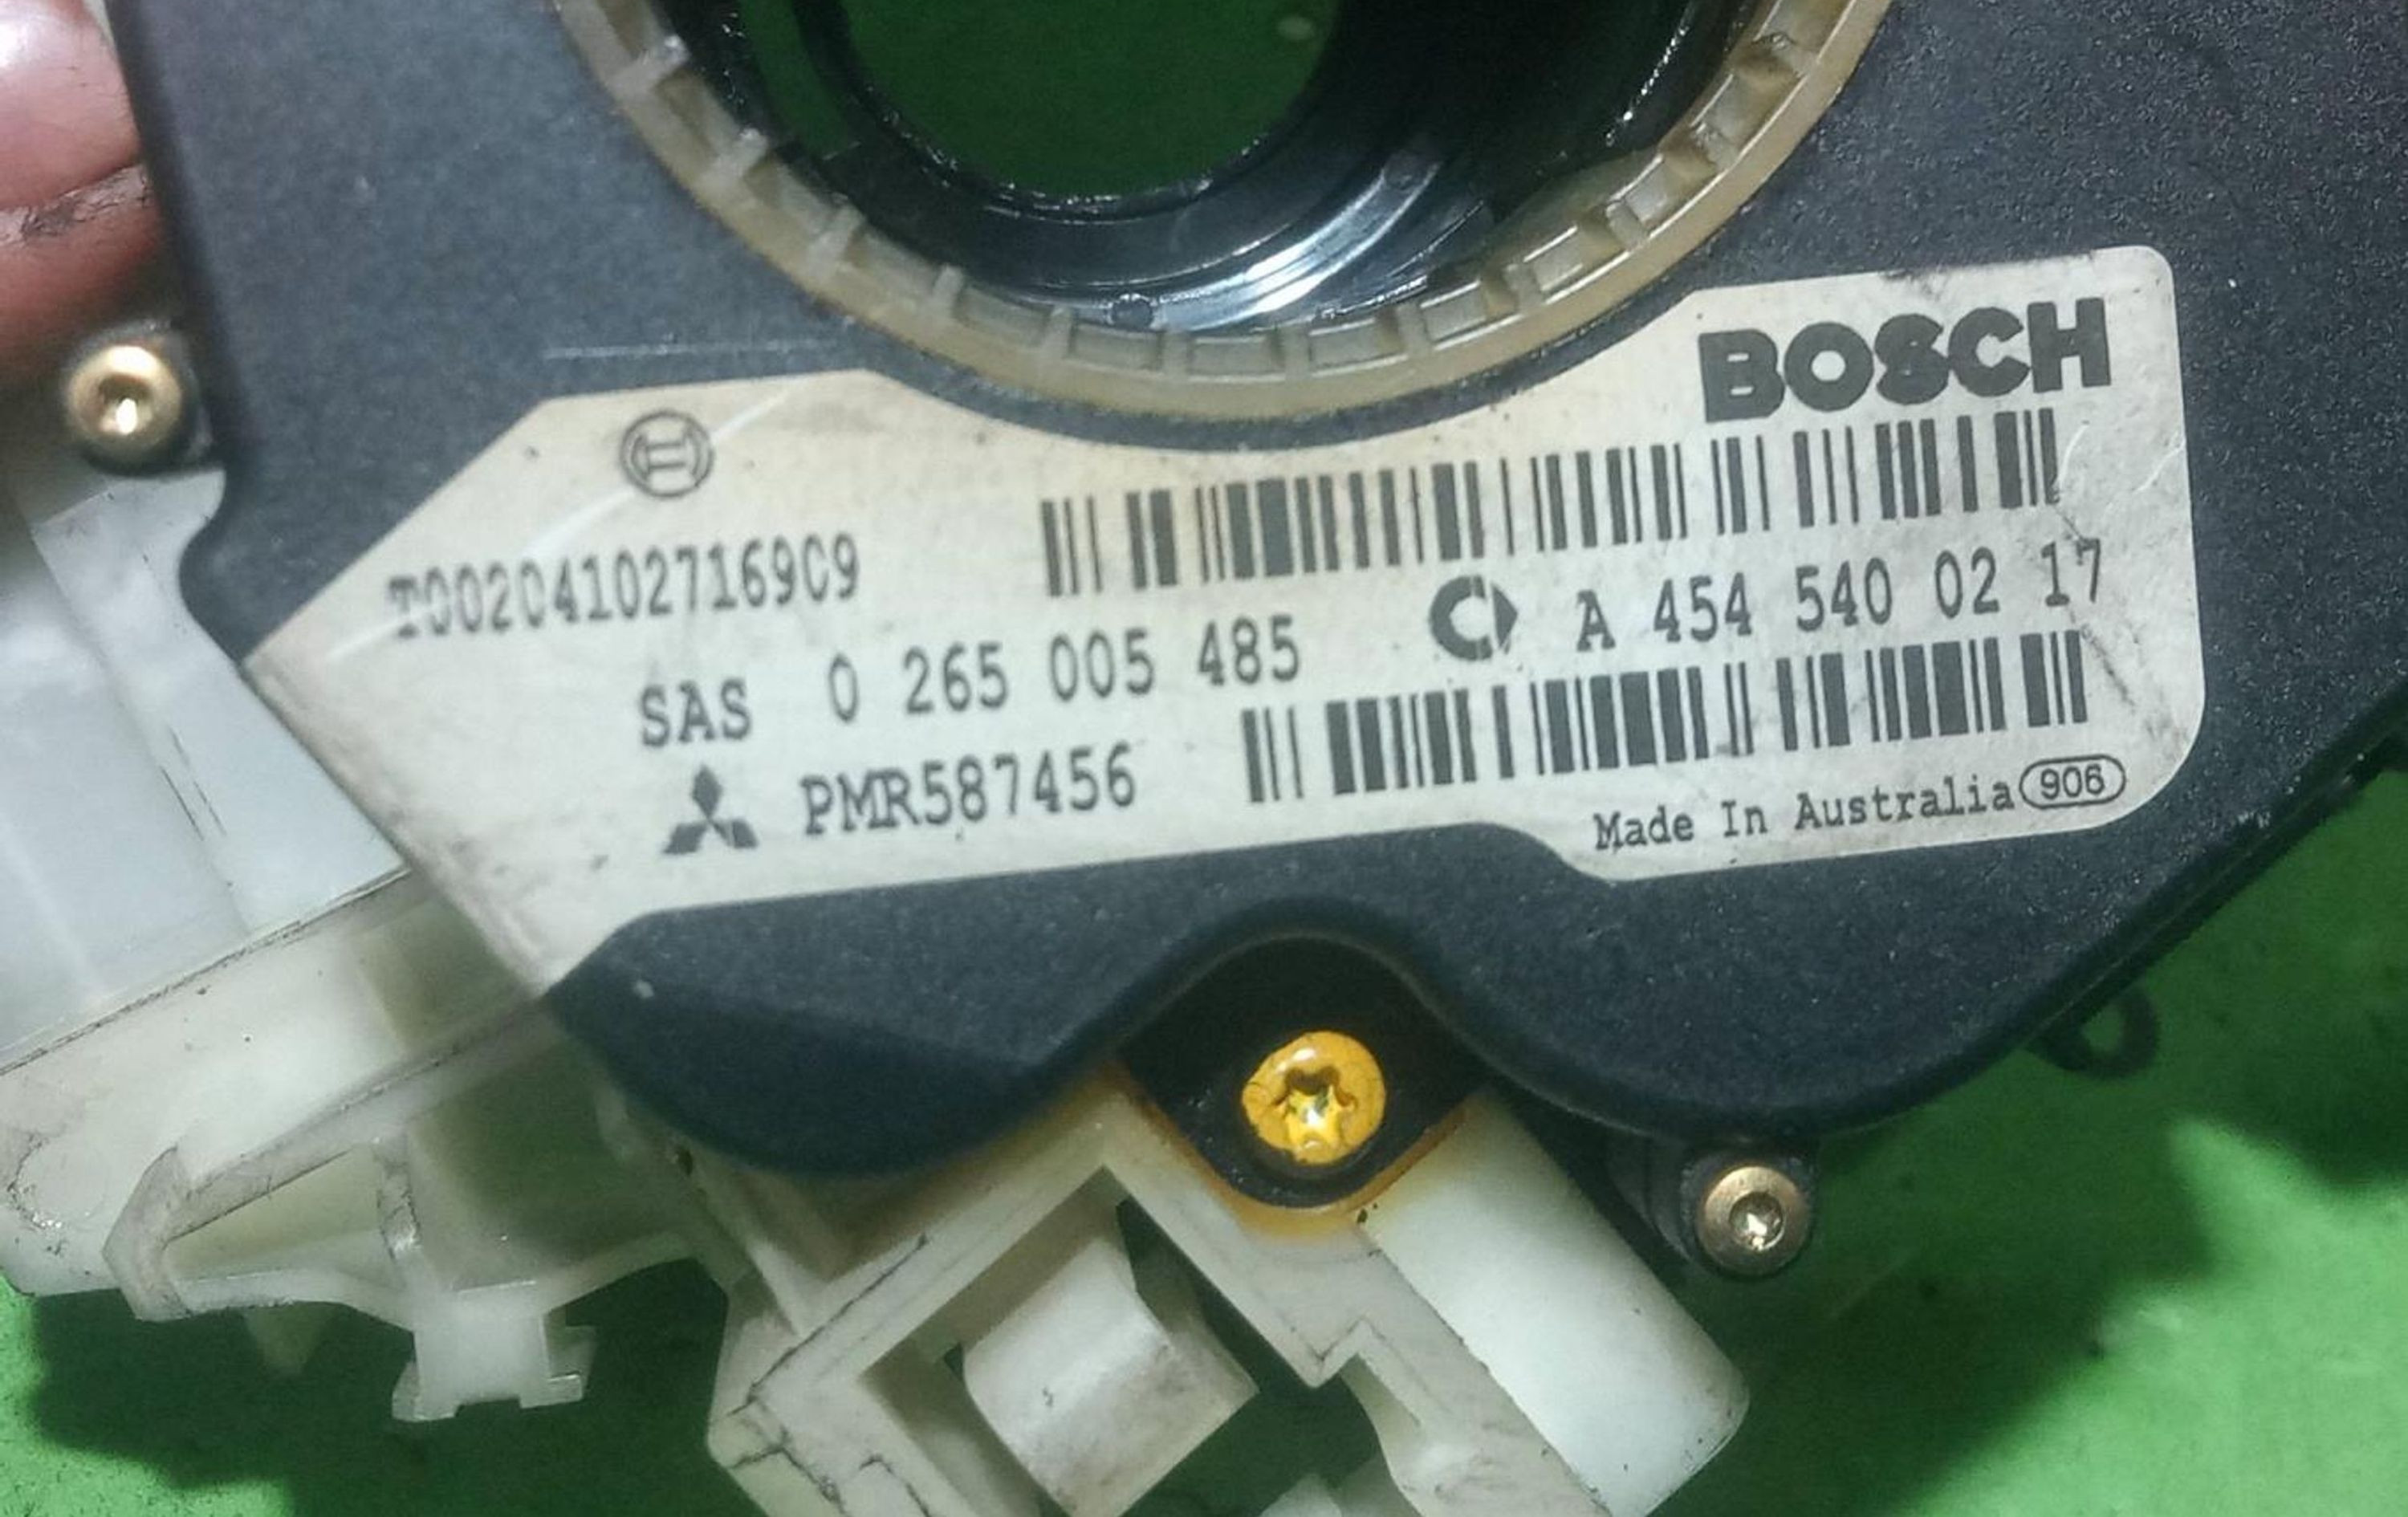 BOSCH
T00204102716909
SAS 0 265 005 485
A 454 540 02 17
PMR587456
Made In Australia 906